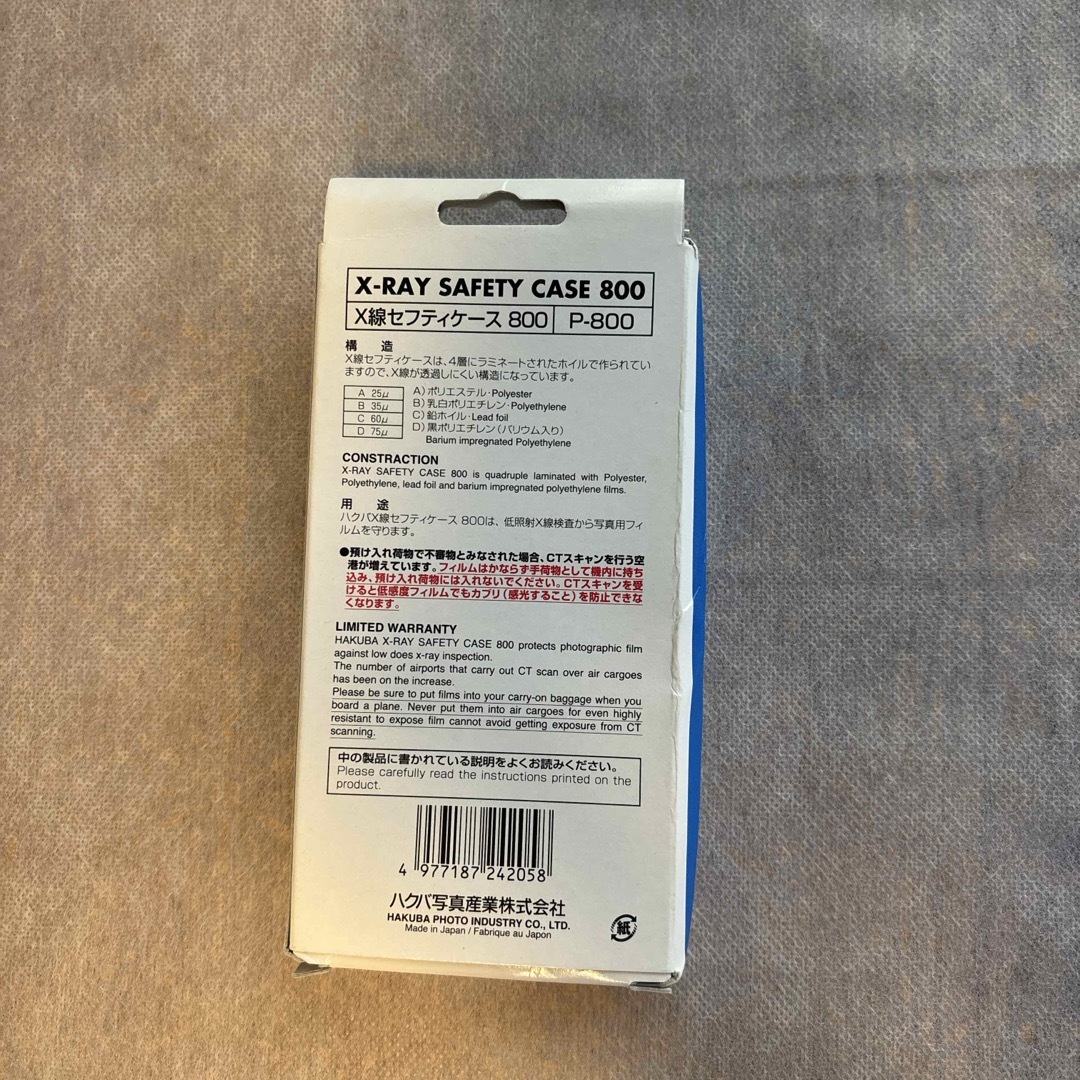 X-RAY SAFETY CASE 800
X線セフティケース 800 P-800
構 造
X線セフティケースは、4層にラミネートされたホイルで作られてい
ますので、X線が透過しにくい構造になっています。
A 25μ A)ポリエステル・Polyester
B 35μ B)乳白ポリエチレン・Polyethylene
C 60μ C)鉛ホイル・Lead foil
D 75μ D)黒ポリエチレン(バリウム入り)
Barium impregnated Polyethylene
CONSTRACTION
X-RAY SAFETY CASE 800 is quadruple laminated with Polyester,
Polyethylene, lead foil and barium impregnated polyethylene films.
用 途
ハクバX線セフティケース 800は、低照射X線検査から写真用フィ
ルムを守ります。
●預け入れ荷物で不審物とみなされた場合、CTスキャンを行う空
港が増えています。フィルムはかならず手荷物として機内に持ち
込み、預け入れ荷物には入れないでください。CTスキャンを受
けると低感度フィルムでもカブリ(感光すること)を防止できな
くなります。
LIMITED WARRANTY
HAKUBA X-RAY SAFETY CASE 800 protects photographic film
against low does x-ray inspection.
The number of airports that carry out CT scan over air cargoes
has been on the increase.
Please be sure to put films into your carry-on baggage when you
board a plane. Never put them into air cargoes for even highly
resistant to expose film cannot avoid getting exposure from CT
scanning.
中の製品に書かれている説明をよくお読みください。
Please carefully read the instructions printed on the
product.
4 977187 242058
ハクバ写真産業株式会社
HAKUBA PHOTO INDUSTRY CO., LTD.
Made in Japan / Fabrique au Japon
紙